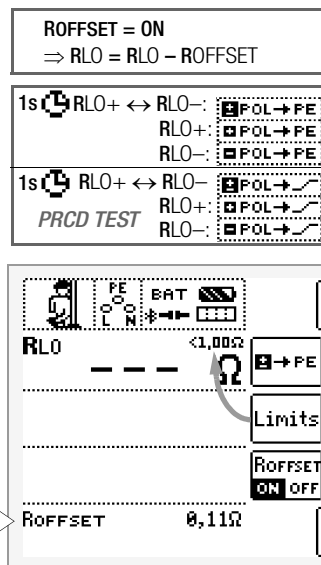 ROFFSET = ON
⇒ RLO = RLO – ROFFSET
1s RLO+ ↔ RLO–: ± POL→PE
RLO+: + POL→PE
RLO–: – POL→PE
1s RLO+ ↔ RLO– ± POL→
PRCD TEST RLO+: + POL→
RLO–: – POL→
PE
L N
BAT
RLO <1,00Ω
– – – Ω
± → PE
Limits
ROFFSET
ON OFF
ROFFSET 0,11Ω